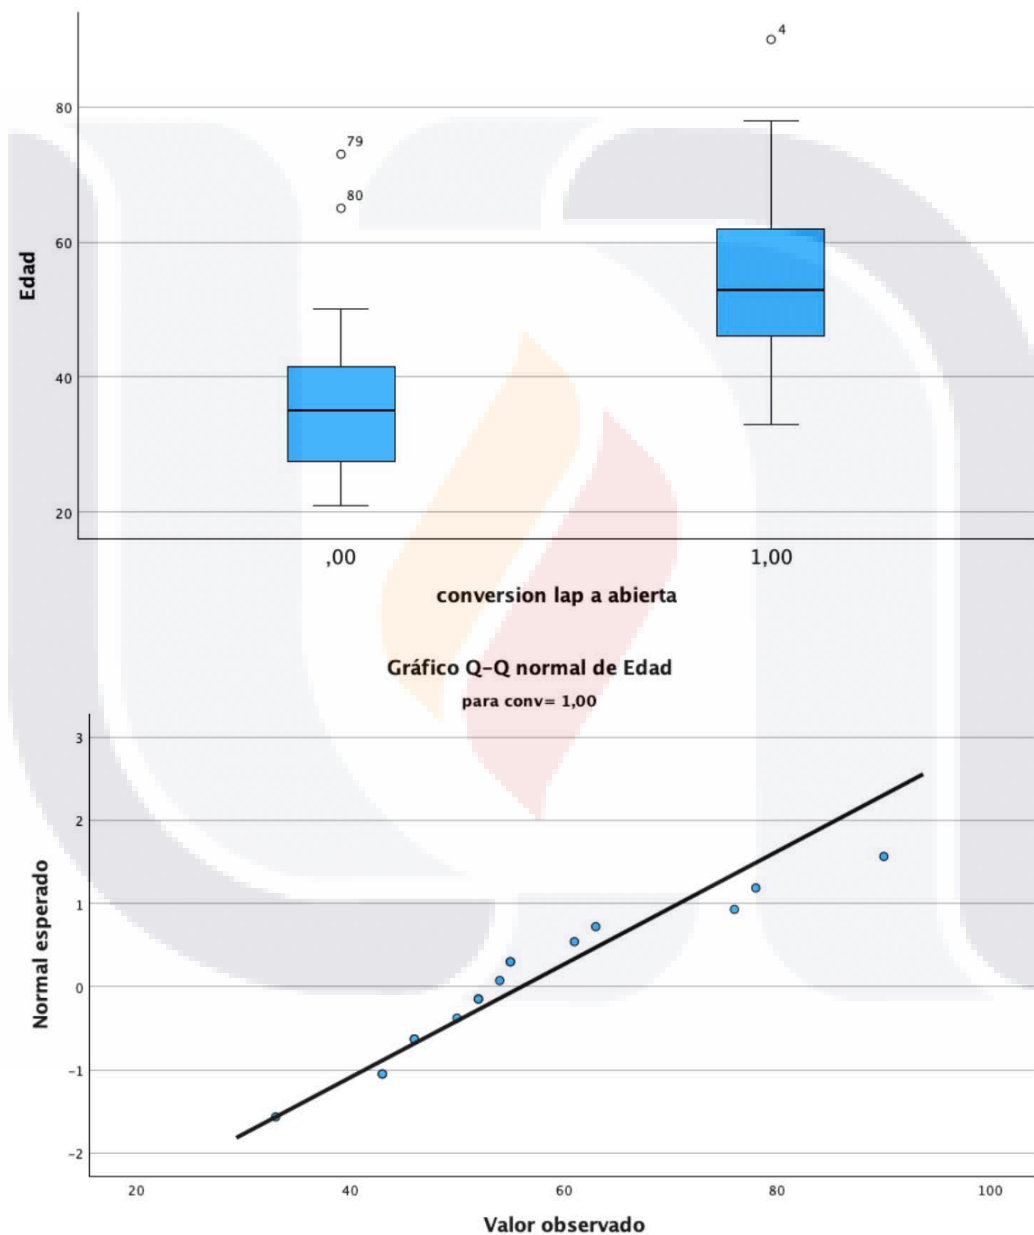 4
80
79
80
60
40
20
Edad
,00 1,00
conversion lap a abierta
Gráfico Q-Q normal de Edad
para conv= 1,00
3
2
1
0
-1
-2
Normal esperado
20 40 60 80 100
Valor observado